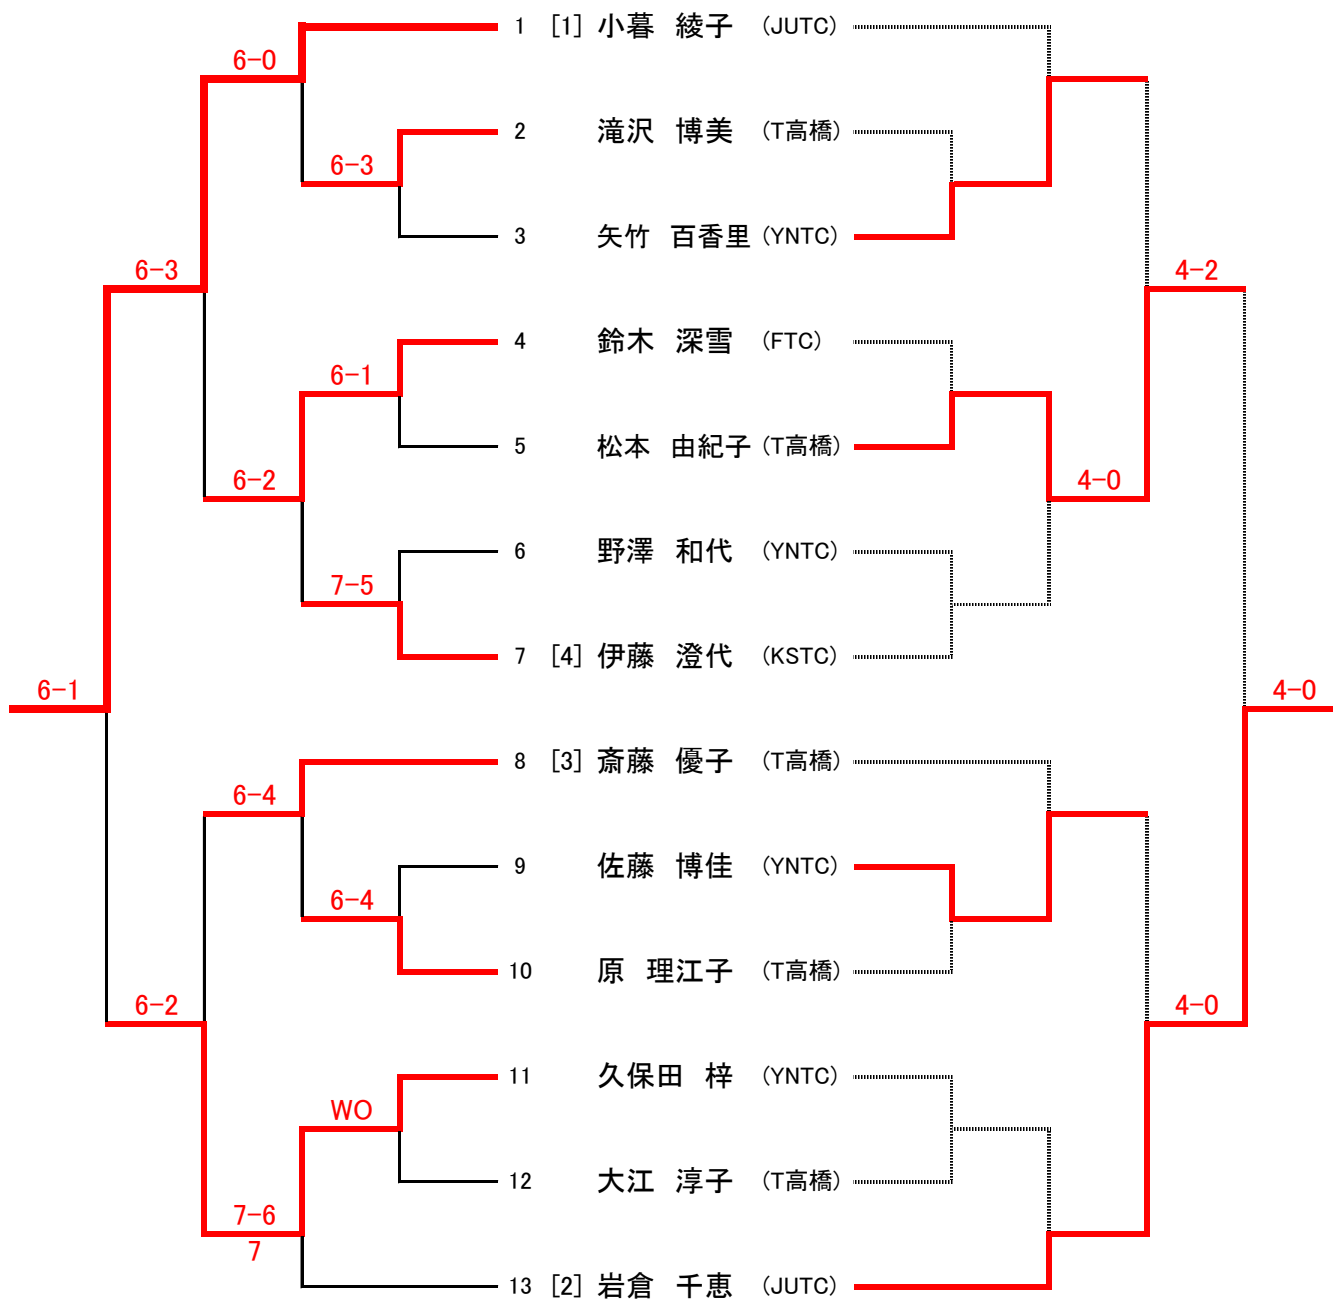 1 [1] 小暮 綾子 (JUTC)
6-0
2 滝沢 博美 (T高橋)
6-3
3 矢竹 百香里 (YNTC)
6-3 4-2
4 鈴木 深雪 (FTC)
6-1
5 松本 由紀子 (T高橋)
6-2 4-0
6 野澤 和代 (YNTC)
7-5
7 [4] 伊藤 澄代 (KSTC)
6-1 4-0
8 [3] 斎藤 優子 (T高橋)
6-4
9 佐藤 博佳 (YNTC)
6-4
10 原 理江子 (T高橋)
6-2 4-0
11 久保田 梓 (YNTC)
WO
12 大江 淳子 (T高橋)
7-6
7
13 [2] 岩倉 千恵 (JUTC)